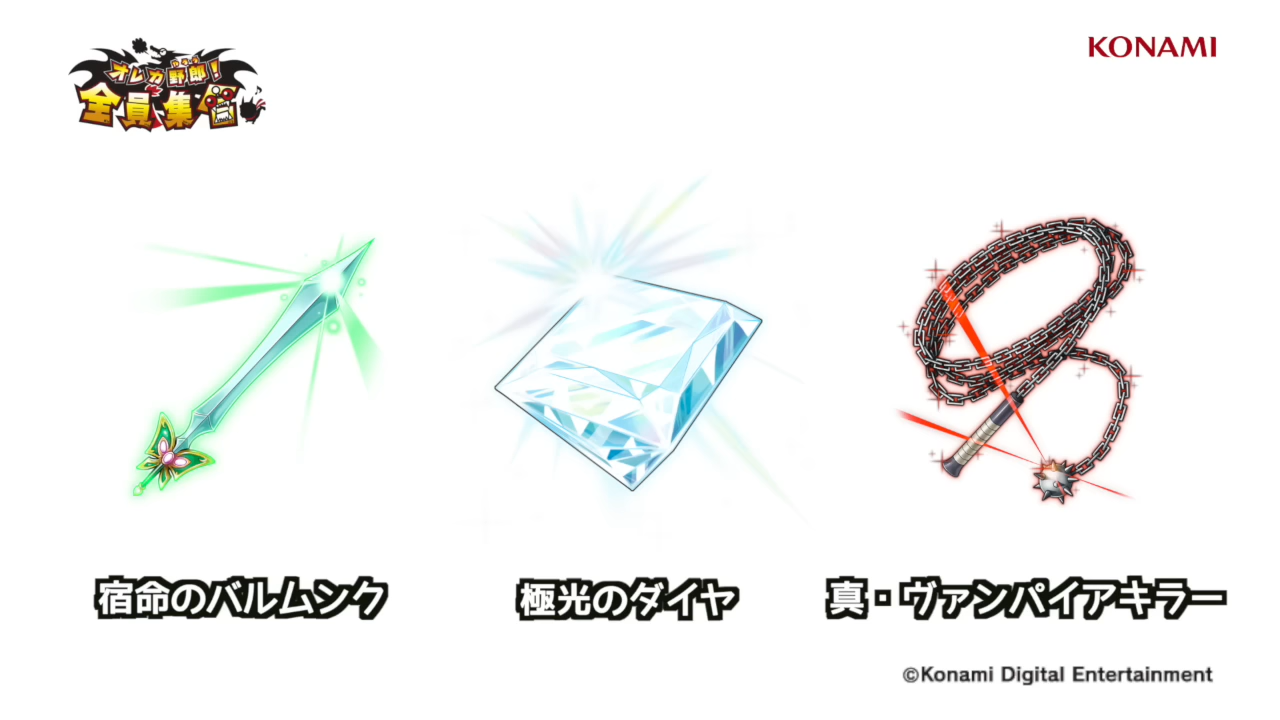 KONAMI
オレカ野郎！
全員集合
宿命のバルムンク
極光のダイヤ
真・ヴァンパイアキラー
©Konami Digital Entertainment